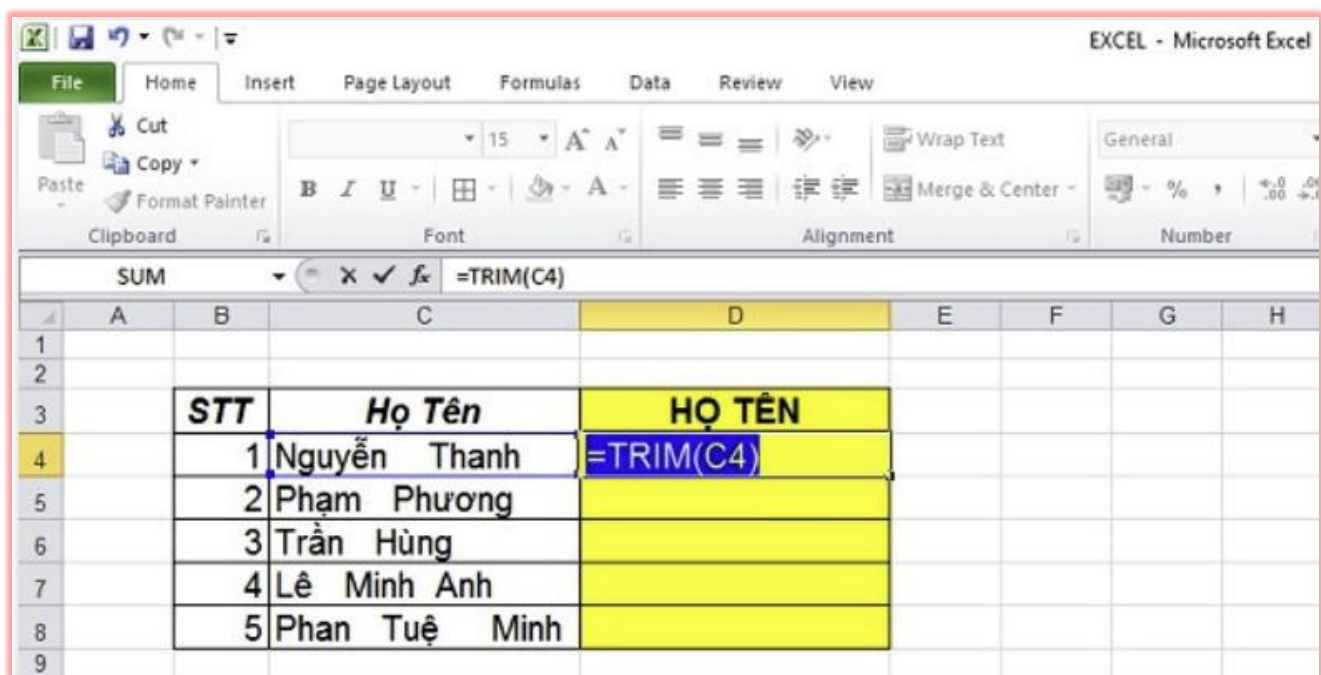 EXCEL - Microsoft Excel
File Home Insert Page Layout Formulas Data Review View
Cut
Copy
Paste
Format Painter
15 A A Wrap Text General
B I U A Merge & Center % , .00
Clipboard Font Alignment Number
SUM fx =TRIM(C4)
A B C D E F G H
1
2
3 STT Họ Tên HỌ TÊN
4 1 Nguyễn Thanh =TRIM(C4)
5 2 Phạm Phương
6 3 Trần Hùng
7 4 Lê Minh Anh
8 5 Phan Tuệ Minh
9